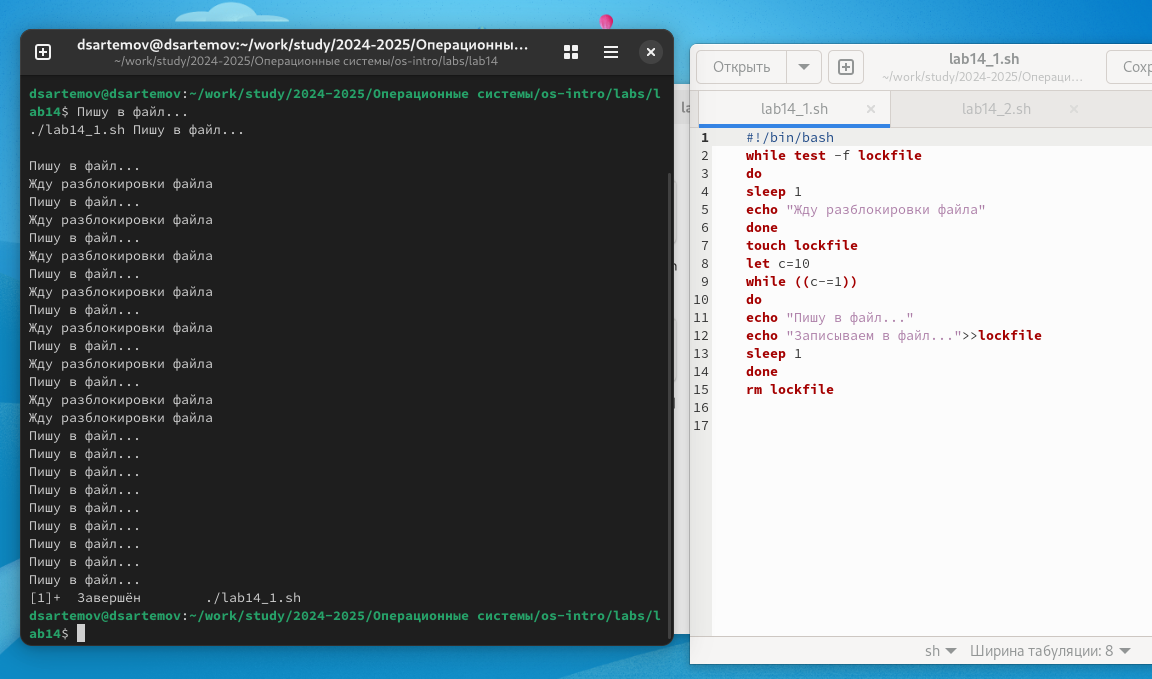 dsartemov@dsartemov:~/work/study/2024-2025/Операционны...
~/work/study/2024-2025/Операционные системы/os-intro/labs/lab14
dsartemov@dsartemov:~/work/study/2024-2025/Операционные системы/os-intro/labs/l
ab14$ Пишу в файл...
./lab14_1.sh Пишу в файл...
Пишу в файл...
Жду разблокировки файла
Пишу в файл...
Жду разблокировки файла
Пишу в файл...
Жду разблокировки файла
Пишу в файл...
Жду разблокировки файла
Пишу в файл...
Жду разблокировки файла
Пишу в файл...
Жду разблокировки файла
Пишу в файл...
Жду разблокировки файла
Жду разблокировки файла
Пишу в файл...
Пишу в файл...
Пишу в файл...
Пишу в файл...
Пишу в файл...
Пишу в файл...
Пишу в файл...
Пишу в файл...
Пишу в файл...
[1]+  Завершён        ./lab14_1.sh
dsartemov@dsartemov:~/work/study/2024-2025/Операционные системы/os-intro/labs/l
ab14$
Открыть
lab14_1.sh
~/work/study/2024-2025/Операци...
Сох
lab14_1.sh
lab14_2.sh
1 #!/bin/bash
2 while test -f lockfile
3 do
4 sleep 1
5 echo "Жду разблокировки файла"
6 done
7 touch lockfile
8 let c=10
9 while ((c-=1))
10 do
11 echo "Пишу в файл..."
12 echo "Записываем в файл...">>lockfile
13 sleep 1
14 done
15 rm lockfile
16
17
sh
Ширина табуляции: 8